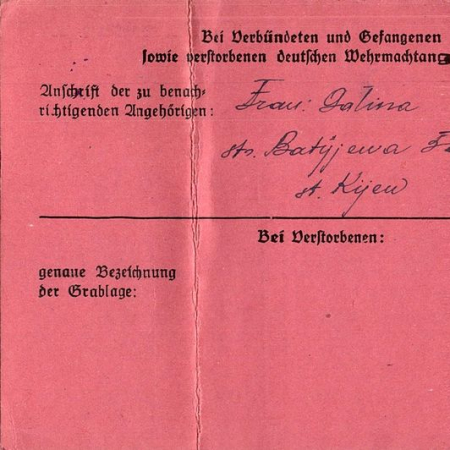 Bei Verbündeten und Gefangenen
sowie verstorbenen deutschen Wehrmachtang
Anschrift der zu benach-
richtigenden Angehörigen: Frau: Galina
str. Batyjewa
st. Kijew
Bei Verstorbenen:
genaue Bezeichnung
der Grablage: